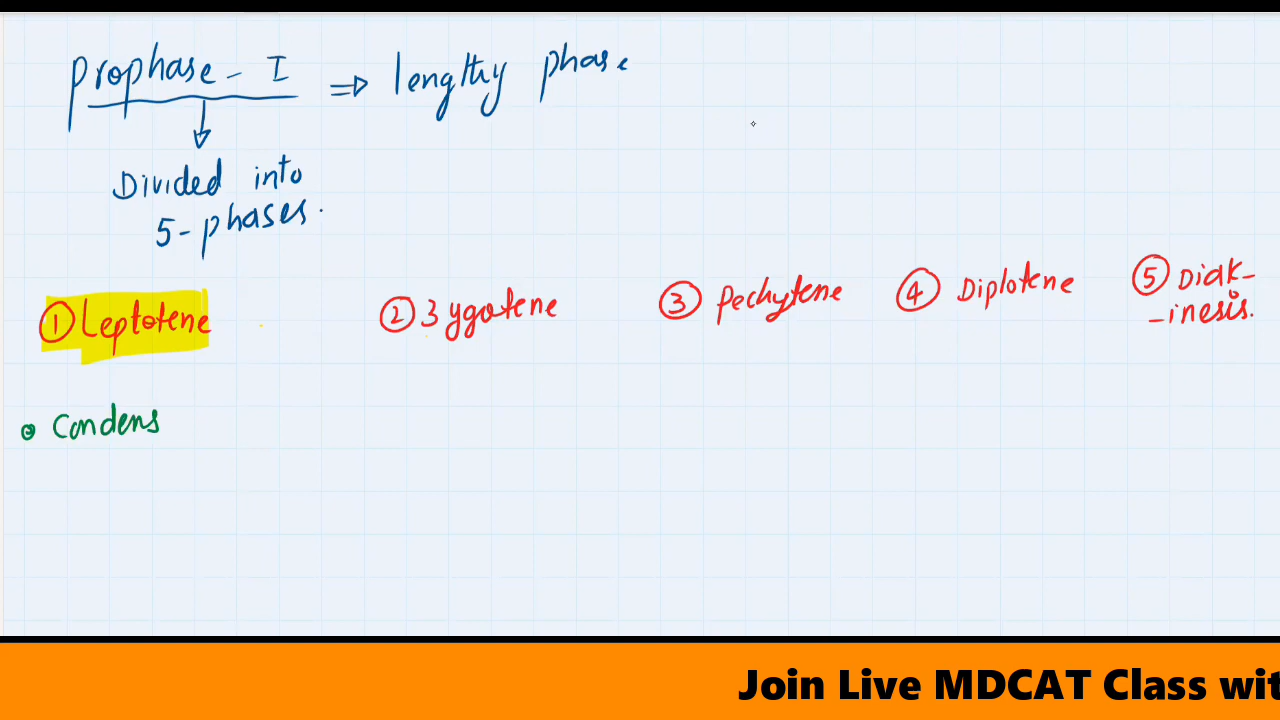 Prophase - I ⇒ lengthy phase
Divided into
5-phases.
① Leptotene
② Zygotene
③ Pechytene
④ Diplotene
⑤ Diak-
-inesis.
Condens
Join Live MDCAT Class wit